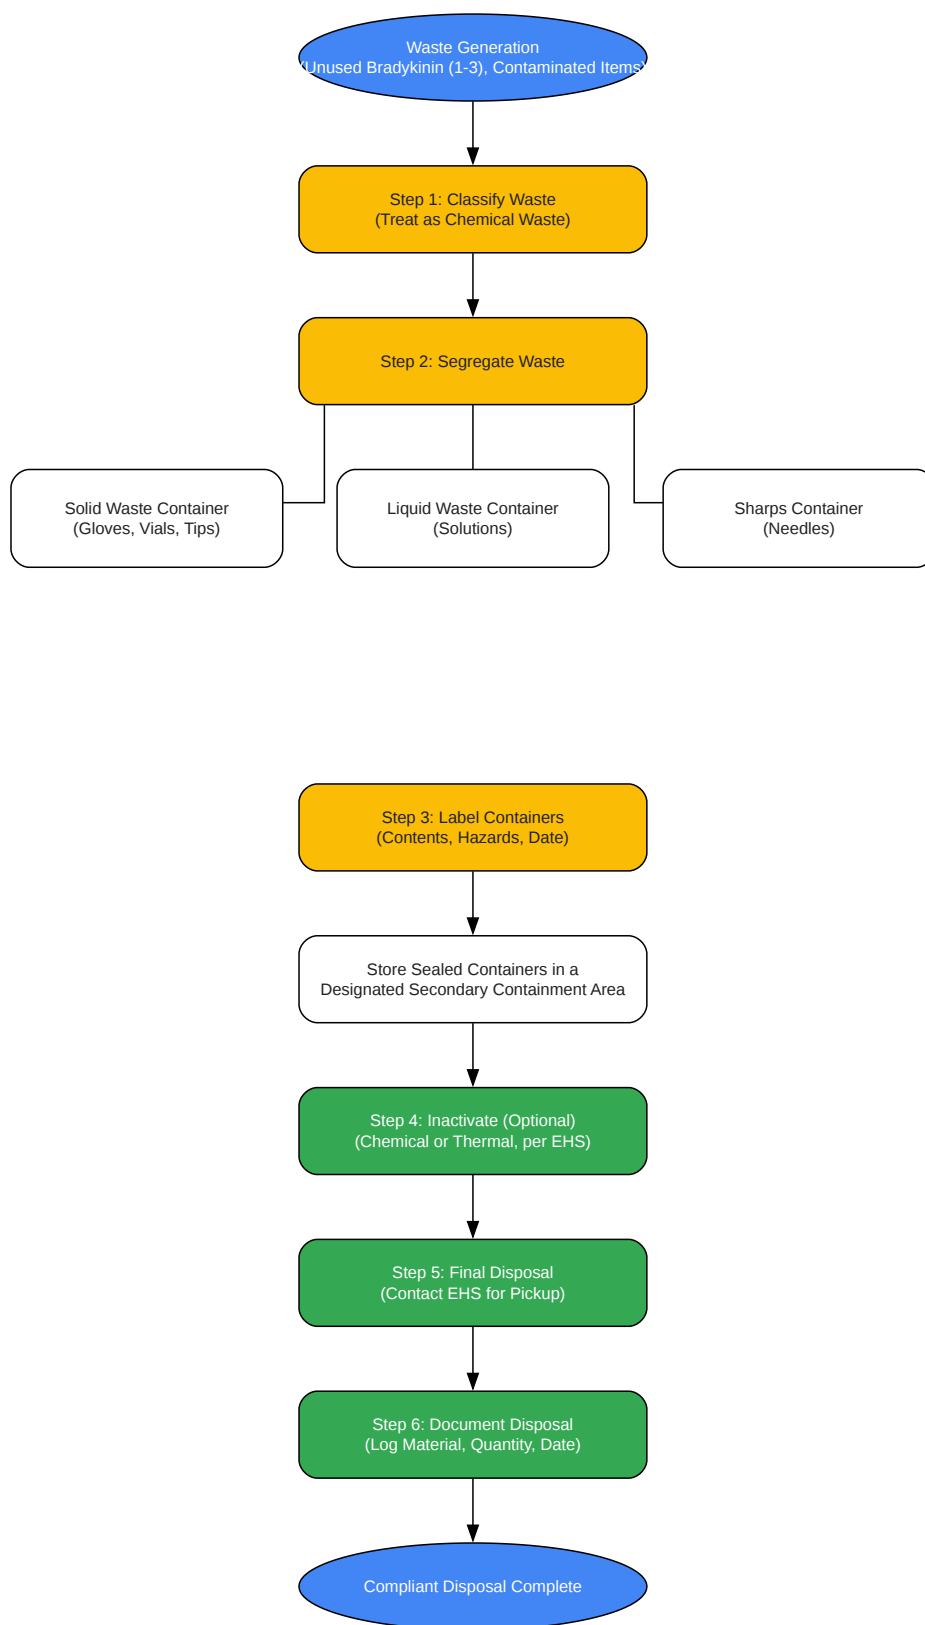 Waste Generation
(Unused Bradykinin (1-3), Contaminated Items)
Step 1: Classify Waste
(Treat as Chemical Waste)
Step 2: Segregate Waste
Solid Waste Container
(Gloves, Vials, Tips)
Liquid Waste Container
(Solutions)
Sharps Container
(Needles)
Step 3: Label Containers
(Contents, Hazards, Date)
Store Sealed Containers in a
Designated Secondary Containment Area
Step 4: Inactivate (Optional)
(Chemical or Thermal, per EHS)
Step 5: Final Disposal
(Contact EHS for Pickup)
Step 6: Document Disposal
(Log Material, Quantity, Date)
Compliant Disposal Complete